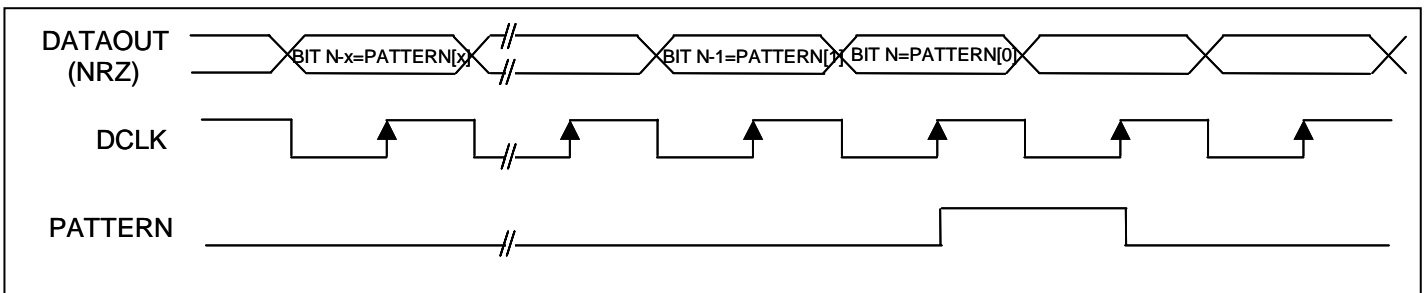 DATAOUT
(NRZ)
BIT N-x=PATTERN[x]
BIT N-1=PATTERN[1]
BIT N=PATTERN[0]
DCLK
PATTERN